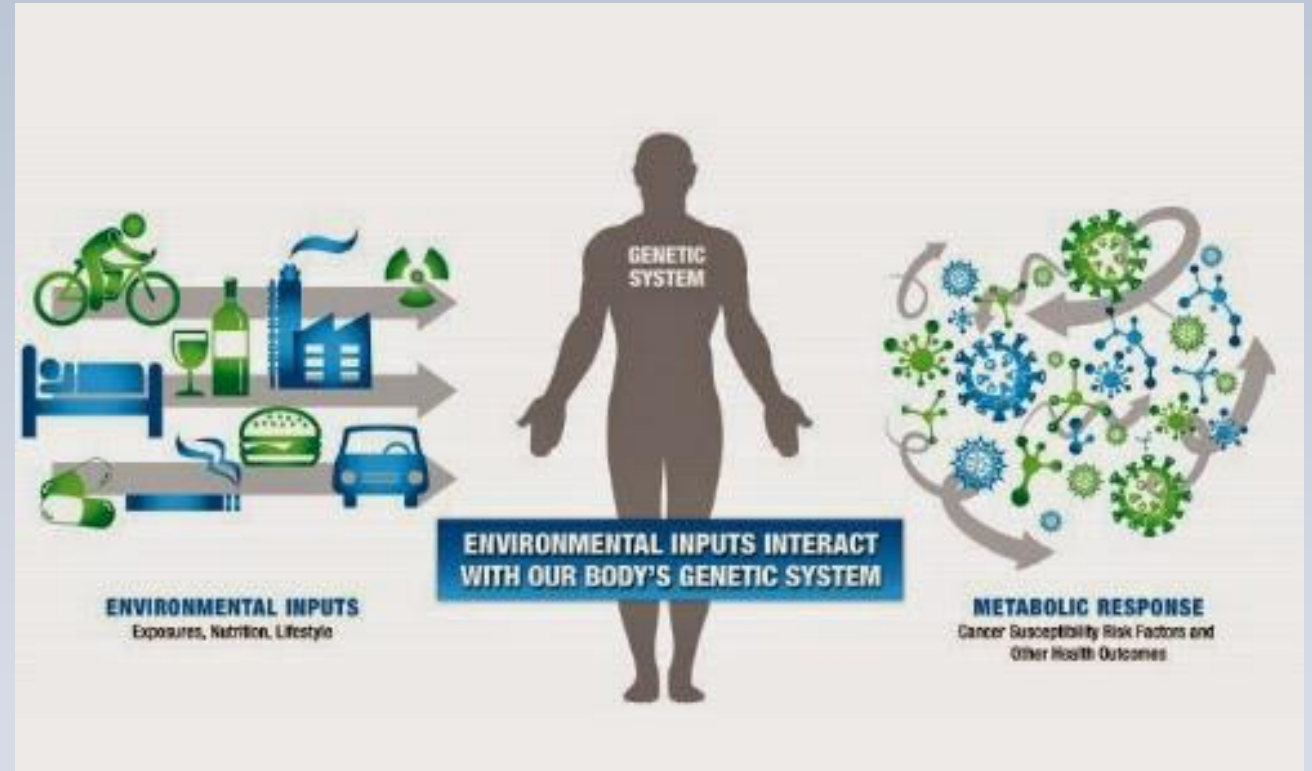 GENETIC
SYSTEM
ENVIRONMENTAL INPUTS INTERACT
WITH OUR BODY'S GENETIC SYSTEM
ENVIRONMENTAL INPUTS
Exposures, Nutrition, Lifestyle
METABOLIC RESPONSE
Cancer Susceptibility Risk Factors and
Other Health Outcomes